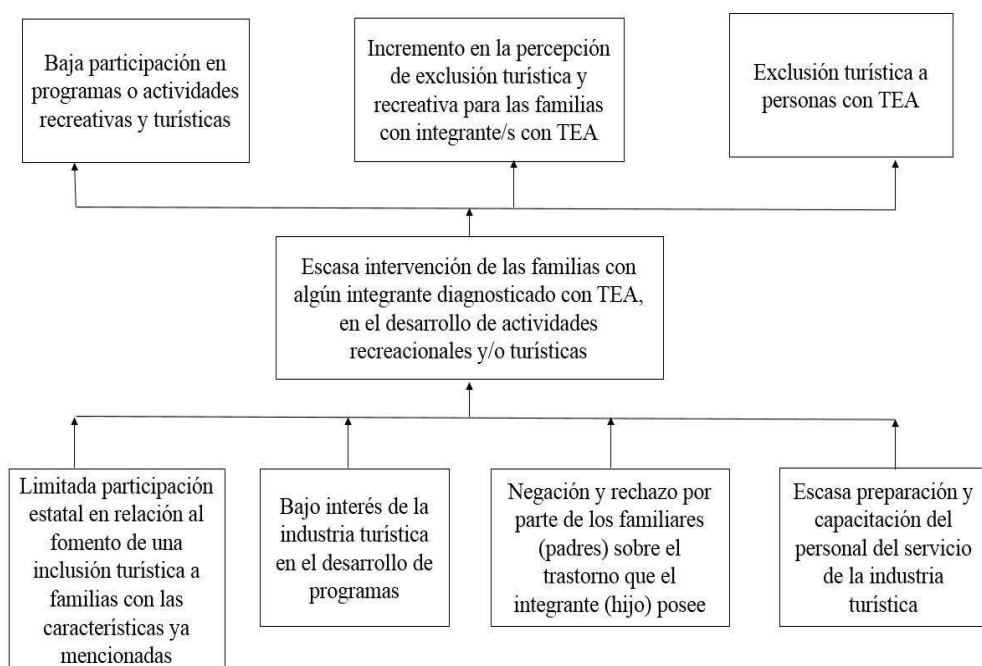 Baja participación en
programas o actividades
recreativas y turísticas
Incremento en la percepción
de exclusión turística y
recreativa para las familias
con integrante/s con TEA
Exclusión turística a
personas con TEA
Escasa intervención de las familias con
algún integrante diagnosticado con TEA,
en el desarrollo de actividades
recreacionales y/o turísticas
Limitada participación
estatal en relación al
fomento de una
inclusión turística a
familias con las
características ya
mencionadas
Bajo interés de la
industria turística
en el desarrollo de
programas
Negación y rechazo por
parte de los familiares
(padres) sobre el
trastorno que el
integrante (hijo) posee
Escasa preparación y
capacitación del
personal del servicio
de la industria
turística